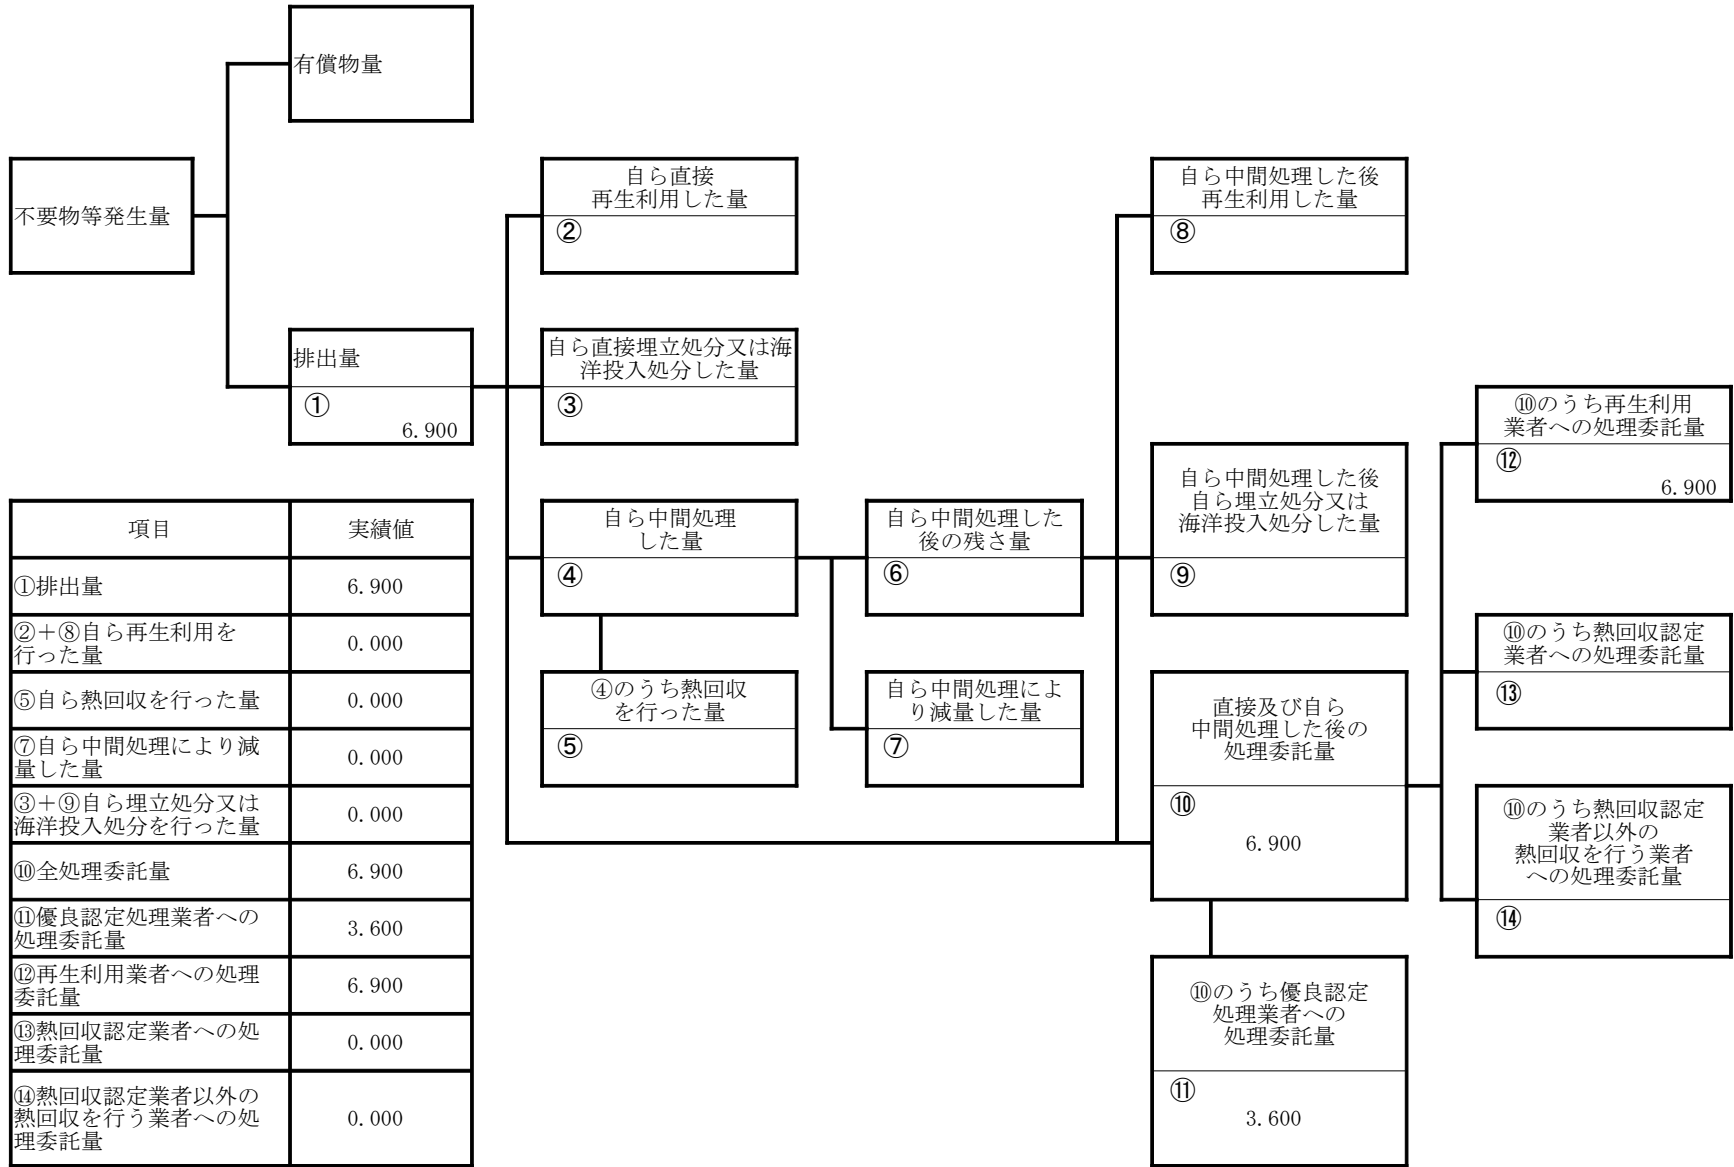 有償物量
不要物等発生量
自ら直接
再生利用した量
②
自ら中間処理した後
再生利用した量
⑧
排出量
①
6.900
自ら直接埋立処分又は海
洋投入処分した量
③
⑩のうち再生利用
業者への処理委託量
⑫
6.900
自ら中間処理
した量
④
自ら中間処理した
後の残さ量
⑥
自ら中間処理した後
自ら埋立処分又は
海洋投入処分した量
⑨
⑩のうち熱回収認定
業者への処理委託量
⑬
④のうち熱回収
を行った量
⑤
自ら中間処理によ
り減量した量
⑦
直接及び自ら
中間処理した後の
処理委託量
⑩
6.900
⑩のうち熱回収認定
業者以外の
熱回収を行う業者
への処理委託量
⑭
⑩のうち優良認定
処理業者への
処理委託量
⑪
3.600
項目 実績値
①排出量 6.900
②+⑧自ら再生利用を
行った量 0.000
⑤自ら熱回収を行った量 0.000
⑦自ら中間処理により減
量した量 0.000
③+⑨自ら埋立処分又は
海洋投入処分を行った量 0.000
⑩全処理委託量 6.900
⑪優良認定処理業者への
処理委託量 3.600
⑫再生利用業者への処理
委託量 6.900
⑬熱回収認定業者への処
理委託量 0.000
⑭熱回収認定業者以外の
熱回収を行う業者への処
理委託量 0.000